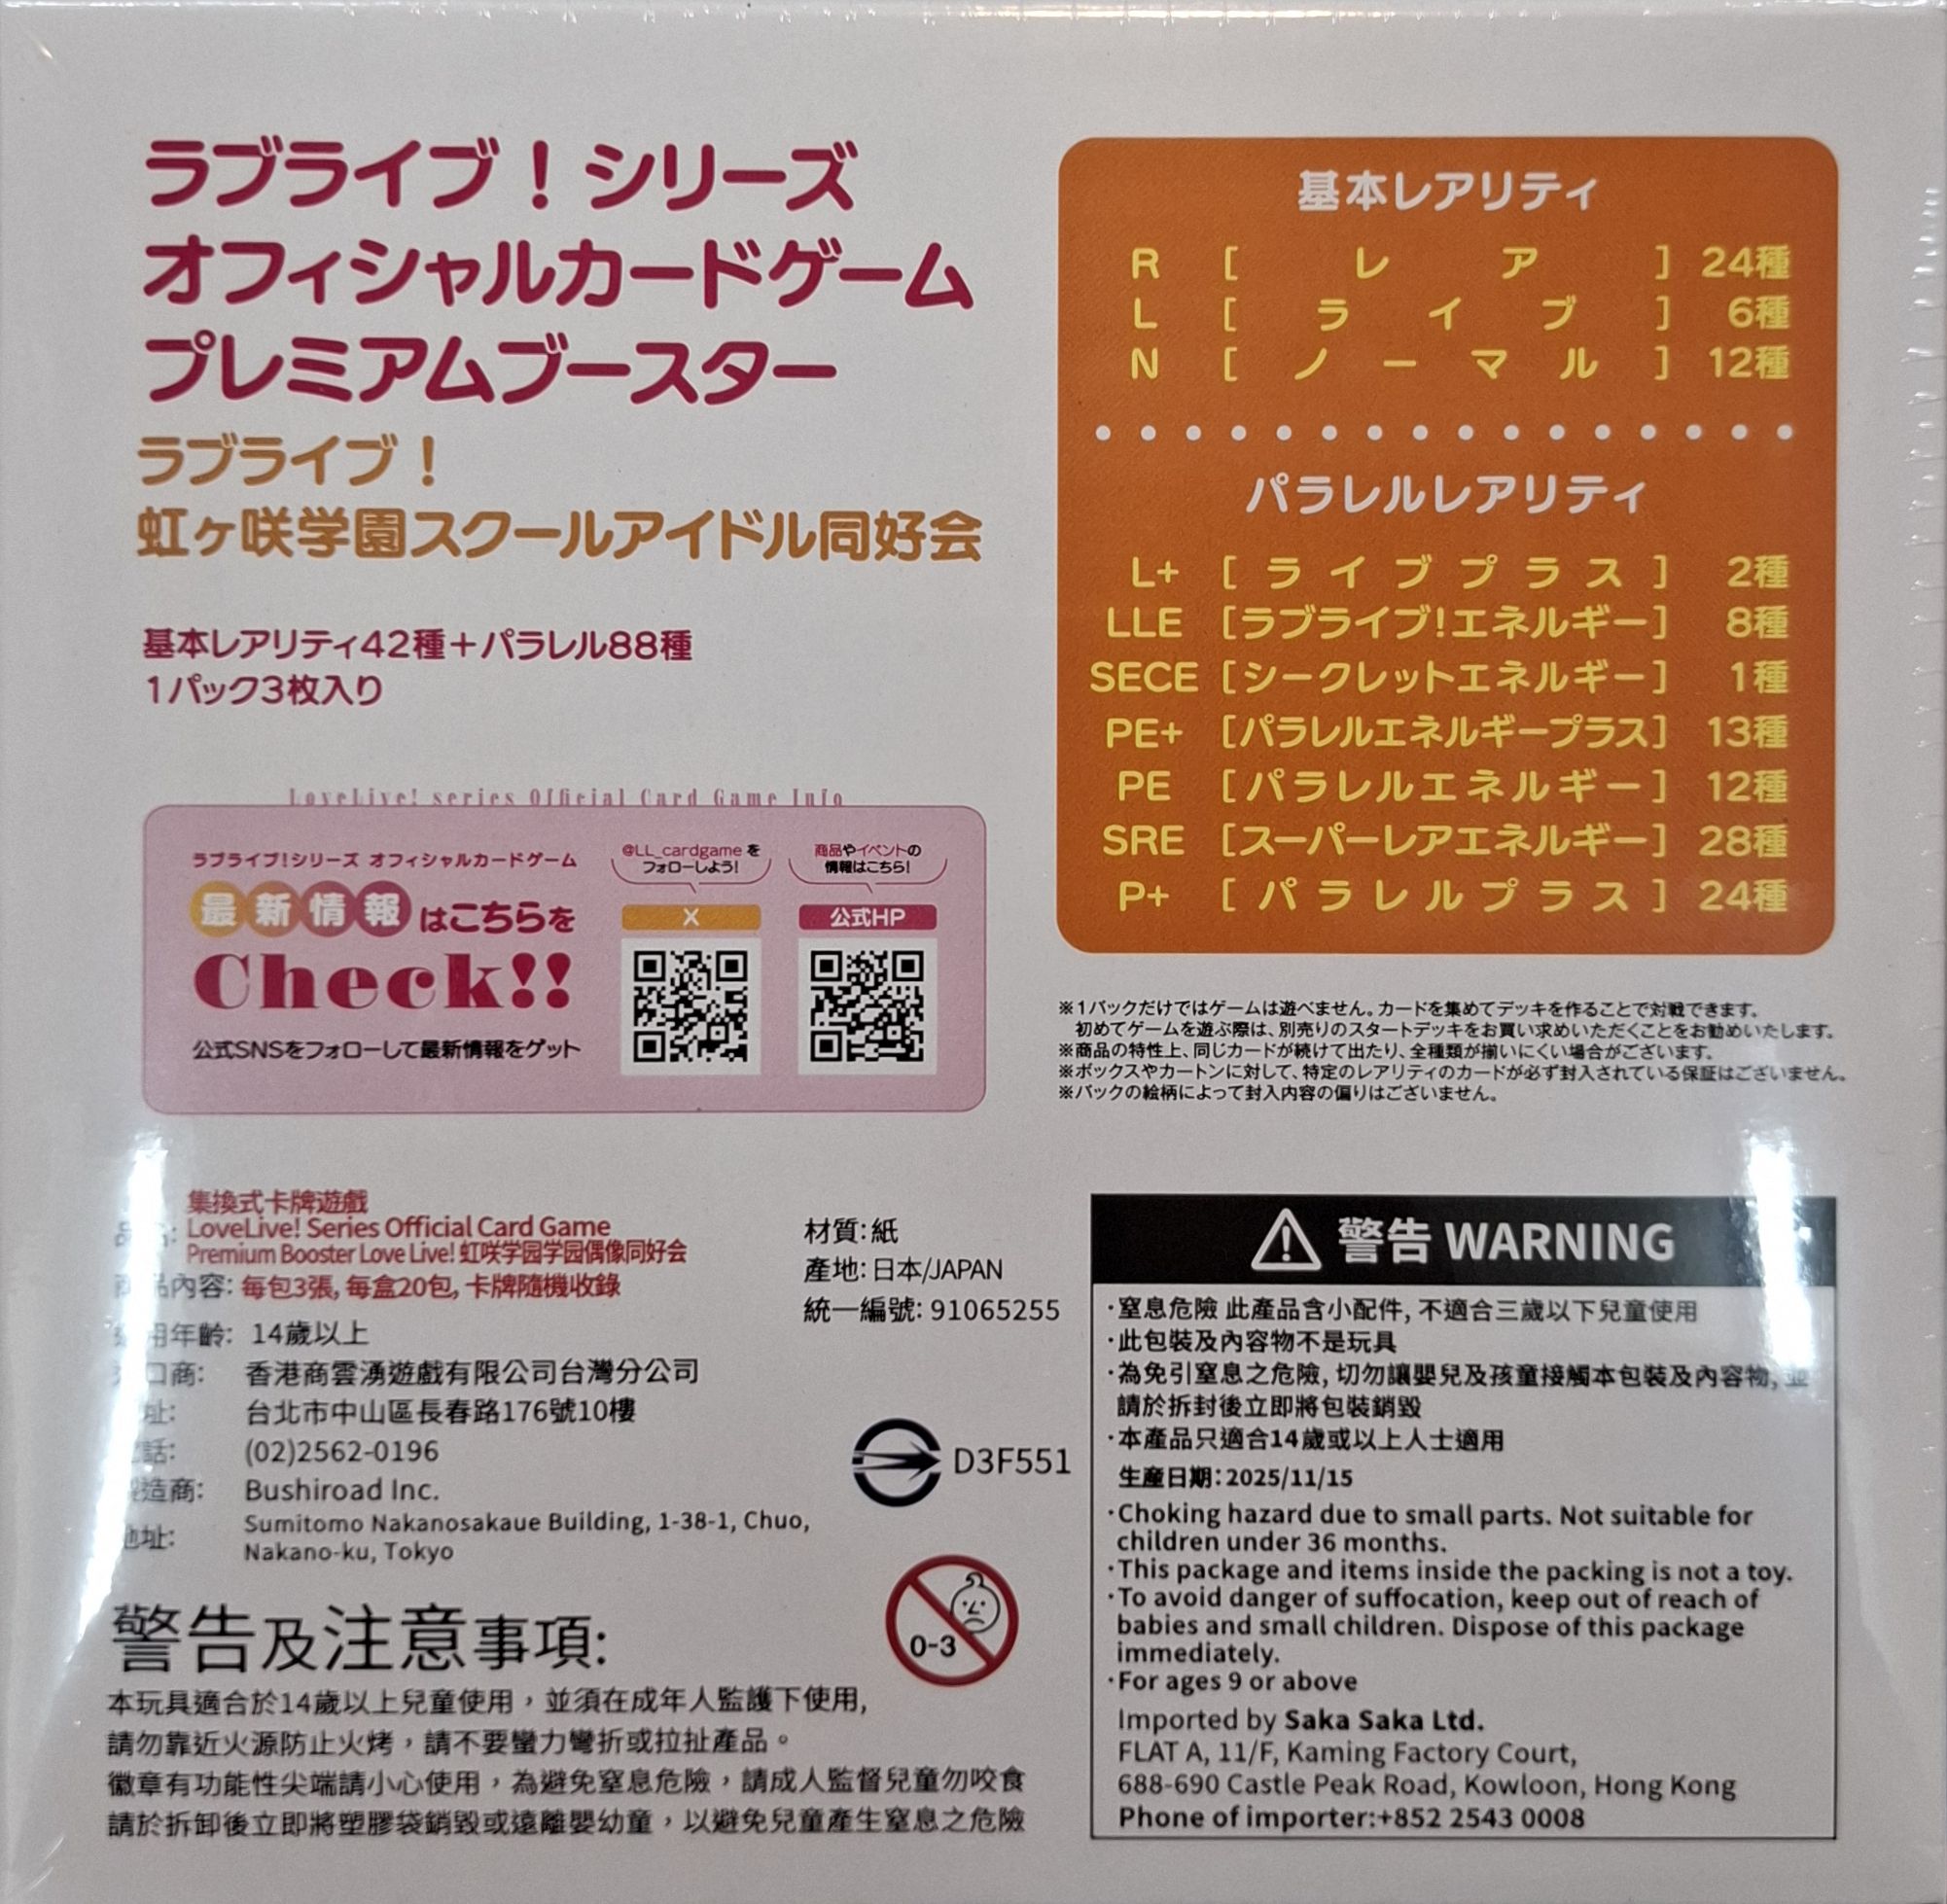 ラブライブ！シリーズ
オフィシャルカードゲーム
プレミアムブースター
ラブライブ！
虹ヶ咲学園スクールアイドル同好会
基本レアリティ42種＋パラレル88種
1パック3枚入り
LoveLive! series Official Card Game Info
ラブライブ!シリーズ オフィシャルカードゲーム
最新情報はこちらを
Check!!
公式SNSをフォローして最新情報をゲット
@LL_cardgame を
フォローしよう!
X
商品やイベントの
情報はこちら!
公式HP
基本レアリティ
R [レア] 24種
L [ライブ] 6種
N [ノーマル] 12種
パラレルレアリティ
L+ [ライブプラス] 2種
LLE [ラブライブ!エネルギー] 8種
SECE [シークレットエネルギー] 1種
PE+ [パラレルエネルギープラス] 13種
PE [パラレルエネルギー] 12種
SRE [スーパーレアエネルギー] 28種
P+ [パラレルプラス] 24種
※1パックだけではゲームは遊べません。カードを集めてデッキを作ることで対戦できます。
初めてゲームを遊ぶ際は、別売りのスタートデッキをお買い求めいただくことをお勧めいたします。
※商品の特性上、同じカードが続けて出たり、全種類が揃いにくい場合がございます。
※ボックスやカートンに対して、特定のレアリティのカードが必ず封入されている保証はございません。
※パックの絵柄によって封入内容の偏りはございません。
集換式卡牌遊戲
品名: LoveLive! Series Official Card Game
Premium Booster Love Live! 虹咲学园学园偶像同好会
商品內容: 每包3張, 每盒20包, 卡牌隨機收錄
適用年齡: 14歲以上
進口商: 香港商雲湧遊戲有限公司台灣分公司
地址: 台北市中山區長春路176號10樓
電話: (02)2562-0196
製造商: Bushiroad Inc.
地址: Sumitomo Nakanosakaue Building, 1-38-1, Chuo,
Nakano-ku, Tokyo
材質: 紙
產地: 日本/JAPAN
統一編號: 91065255
D3F551
0-3
警告及注意事項:
本玩具適合於14歲以上兒童使用，並須在成年人監護下使用,
請勿靠近火源防止火烤，請不要蠻力彎折或拉扯產品。
徽章有功能性尖端請小心使用，為避免窒息危險，請成人監督兒童勿咬食
請於拆卸後立即將塑膠袋銷毀或遠離嬰幼童，以避免兒童產生窒息之危險
警告 WARNING
·窒息危險 此產品含小配件, 不適合三歲以下兒童使用
·此包裝及內容物不是玩具
·為免引窒息之危險, 切勿讓嬰兒及孩童接觸本包裝及內容物, 並
請於拆封後立即將包裝銷毀
·本產品只適合14歲或以上人士適用
生產日期: 2025/11/15
·Choking hazard due to small parts. Not suitable for
children under 36 months.
·This package and items inside the packing is not a toy.
·To avoid danger of suffocation, keep out of reach of
babies and small children. Dispose of this package
immediately.
·For ages 9 or above
Imported by Saka Saka Ltd.
FLAT A, 11/F, Kaming Factory Court,
688-690 Castle Peak Road, Kowloon, Hong Kong
Phone of importer:+852 2543 0008